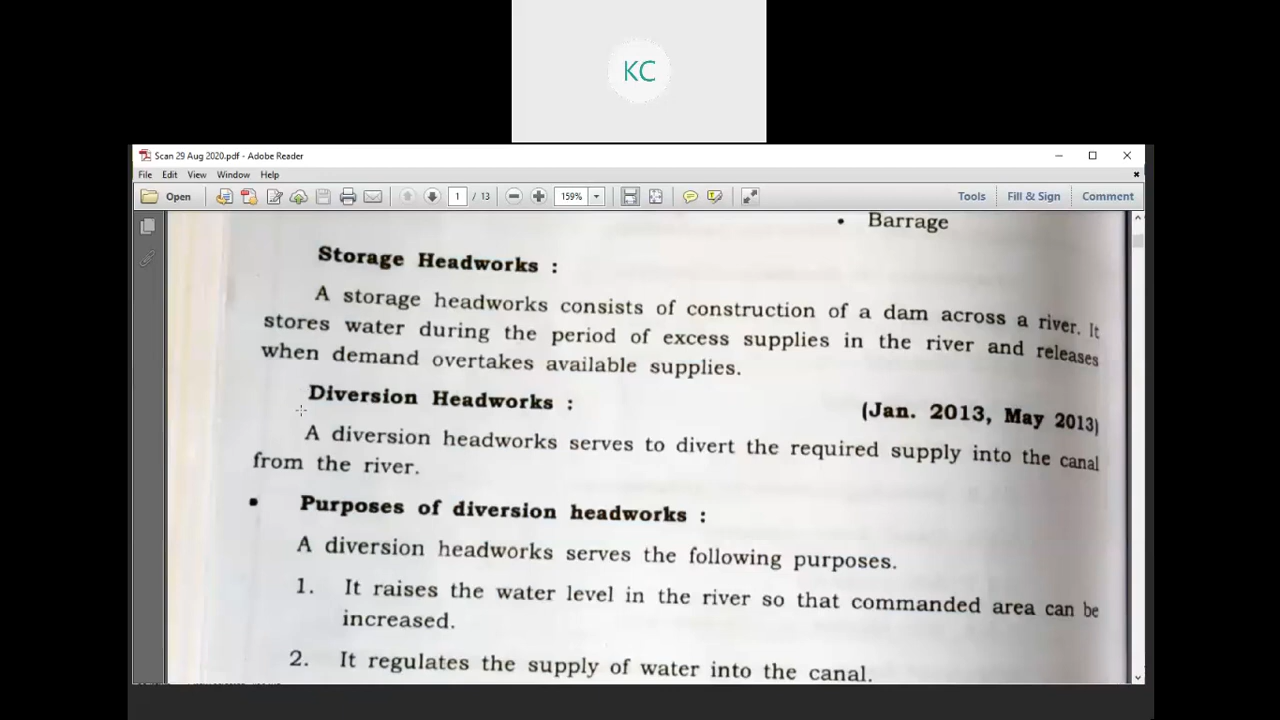 KC
Scan 29 Aug 2020.pdf - Adobe Reader
File Edit View Window Help
Open 1 / 13 159% Tools Fill & Sign Comment
• Barrage
Storage Headworks :
A storage headworks consists of construction of a dam across a river. It
stores water during the period of excess supplies in the river and releases
when demand overtakes available supplies.
Diversion Headworks : (Jan. 2013, May 2013)
A diversion headworks serves to divert the required supply into the canal
from the river.
• Purposes of diversion headworks :
A diversion headworks serves the following purposes.
1. It raises the water level in the river so that commanded area can be
increased.
2. It regulates the supply of water into the canal.